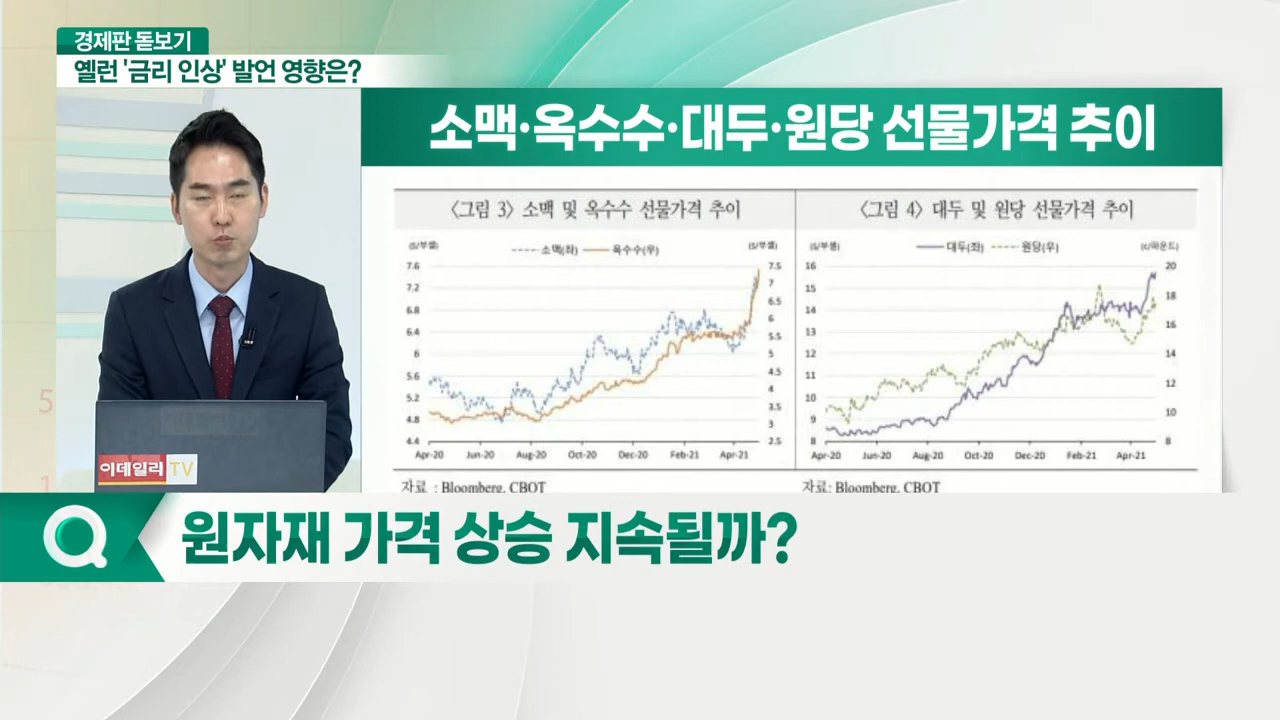 경제판 돋보기
옐런 '금리 인상' 발언 영향은?
소맥·옥수수·대두·원당 선물가격 추이
<그림 3> 소맥 및 옥수수 선물가격 추이
($/부셸)
소맥(좌) 옥수수(우)
($/부셸)
7.6
7.2
6.8
6.4
6
5.6
5.2
4.8
4.4
7.5
7
6.5
6
5.5
5
4.5
4
3.5
3
2.5
Apr-20 Jun-20 Aug-20 Oct-20 Dec-20 Feb-21 Apr-21
자료 : Bloomberg, CBOT
<그림 4> 대두 및 원당 선물가격 추이
($/부셸)
대두(좌) 원당(우)
(c/파운드)
16
15
14
13
12
11
10
9
8
20
18
16
14
12
10
8
Apr-20 Jun-20 Aug-20 Oct-20 Dec-20 Feb-21 Apr-21
자료: Bloomberg, CBOT
이데일리TV
5
1
Q 원자재 가격 상승 지속될까?